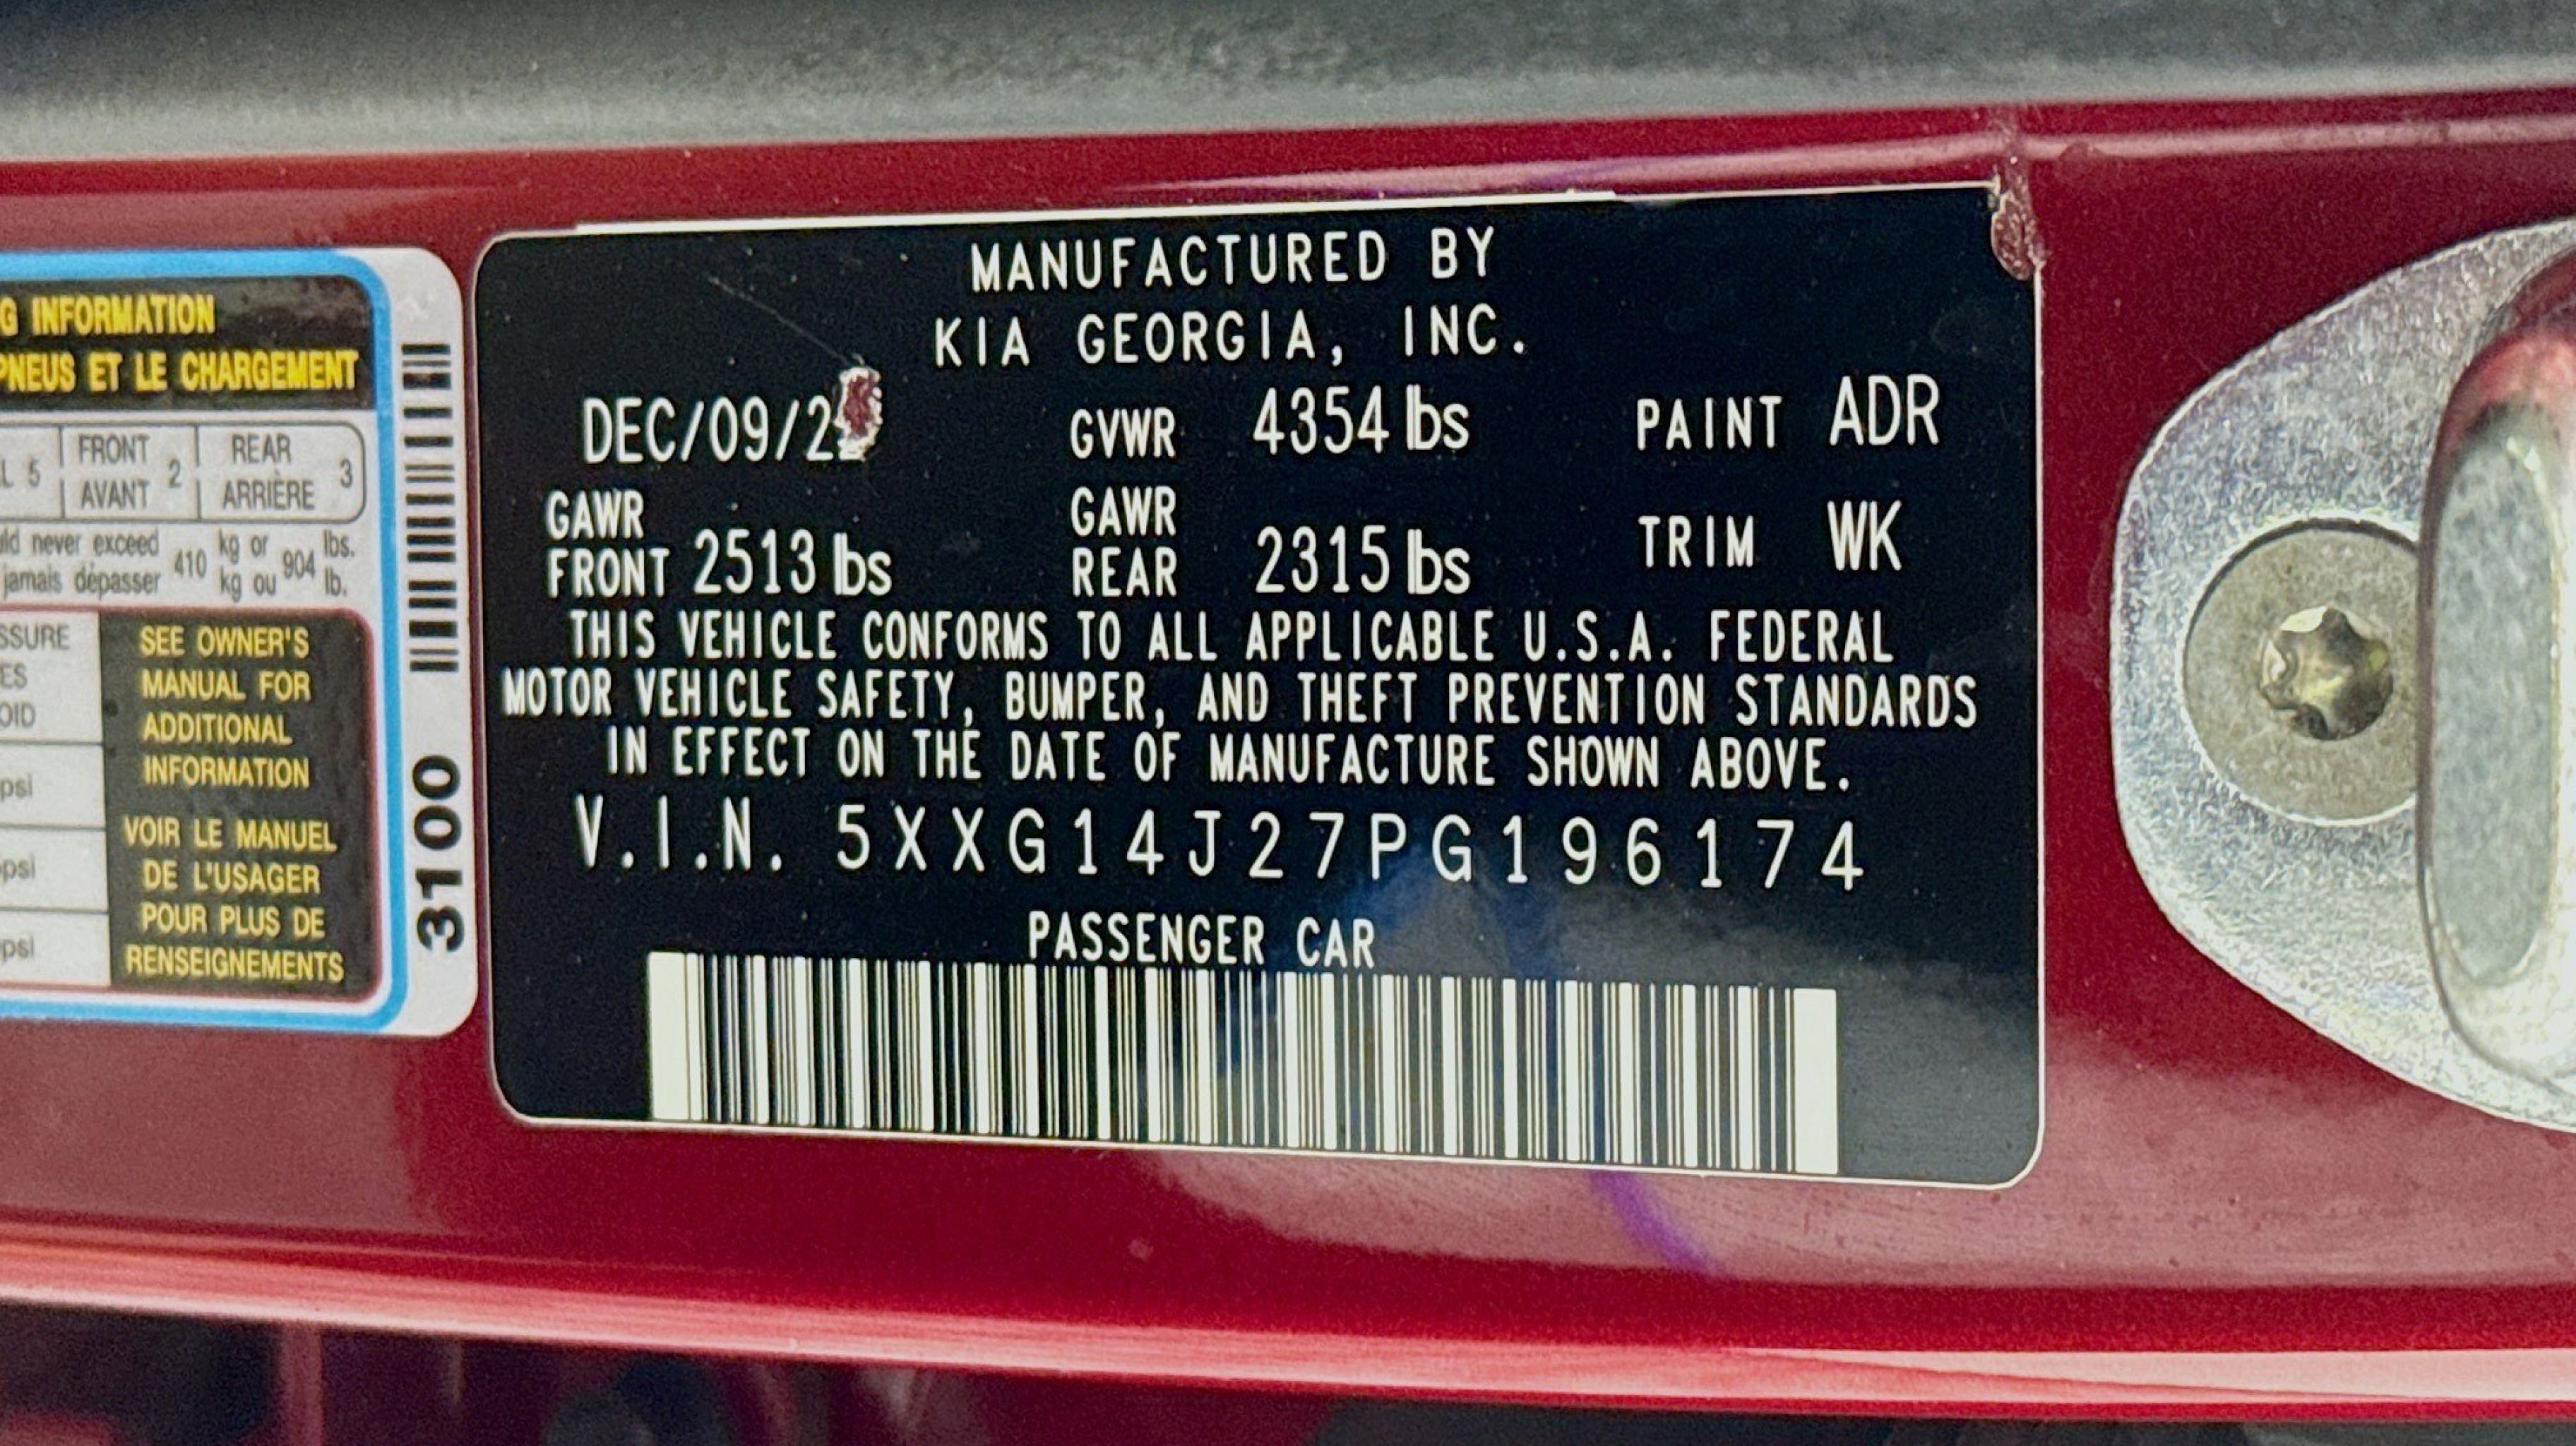 G INFORMATION
PNEUS ET LE CHARGEMENT
L 5 FRONT AVANT 2 REAR ARRIÈRE 3
never exceed 410 kg or 904 lbs.
jamais dépasser kg ou lb.
SEE OWNER'S
MANUAL FOR
ADDITIONAL
INFORMATION
VOIR LE MANUEL
DE L'USAGER
POUR PLUS DE
RENSEIGNEMENTS
psi
psi
psi
3100
MANUFACTURED BY
KIA GEORGIA, INC.
DEC/09/2 GVWR 4354 lbs PAINT ADR
GAWR FRONT 2513 lbs GAWR REAR 2315 lbs TRIM WK
THIS VEHICLE CONFORMS TO ALL APPLICABLE U.S.A. FEDERAL
MOTOR VEHICLE SAFETY, BUMPER, AND THEFT PREVENTION STANDARDS
IN EFFECT ON THE DATE OF MANUFACTURE SHOWN ABOVE.
V.I.N. 5XXG14J27PG196174
PASSENGER CAR